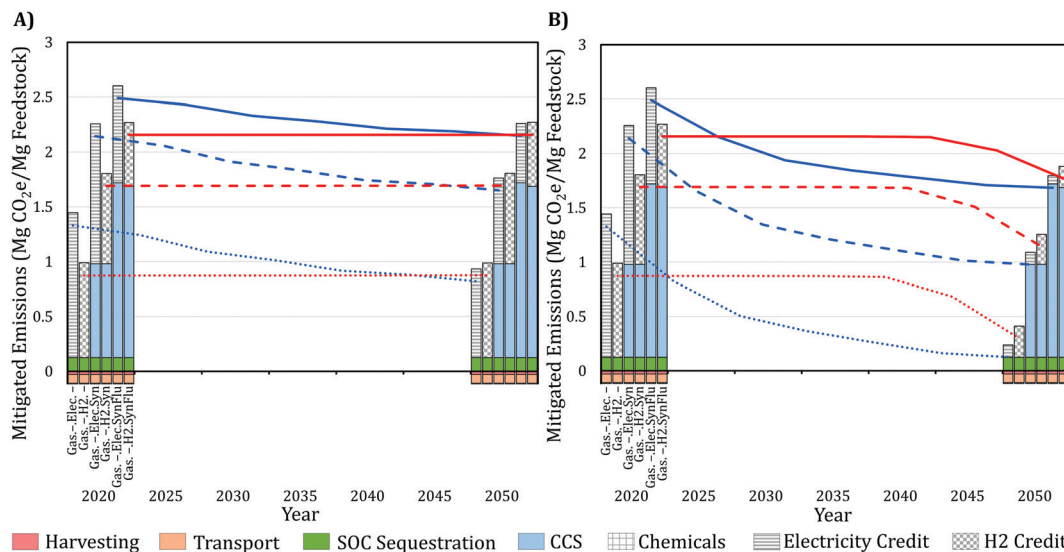 A)
Mitigated Emissions (Mg CO2e/Mg Feedstock)
3
2.5
2
1.5
1
0.5
0
Gas.−.Elec.−
Gas. −.H2. −
Gas. −.Elec.Syn
Gas. −.H2.Syn
Gas. −.Elec.SynFlu
Gas. −.H2.SynFlu
2020 2025 2030 2035 2040 2045 2050
Year
B)
Mitigated Emissions (Mg CO2e/Mg Feedstock)
3
2.5
2
1.5
1
0.5
0
Gas.−.Elec.−
Gas. −.H2. −
Gas. −.Elec.Syn
Gas. −.H2.Syn
Gas. −.Elec.SynFlu
Gas. −.H2.SynFlu
2020 2025 2030 2035 2040 2045 2050
Year
Harvesting Transport SOC Sequestration CCS Chemicals Electricity Credit H2 Credit